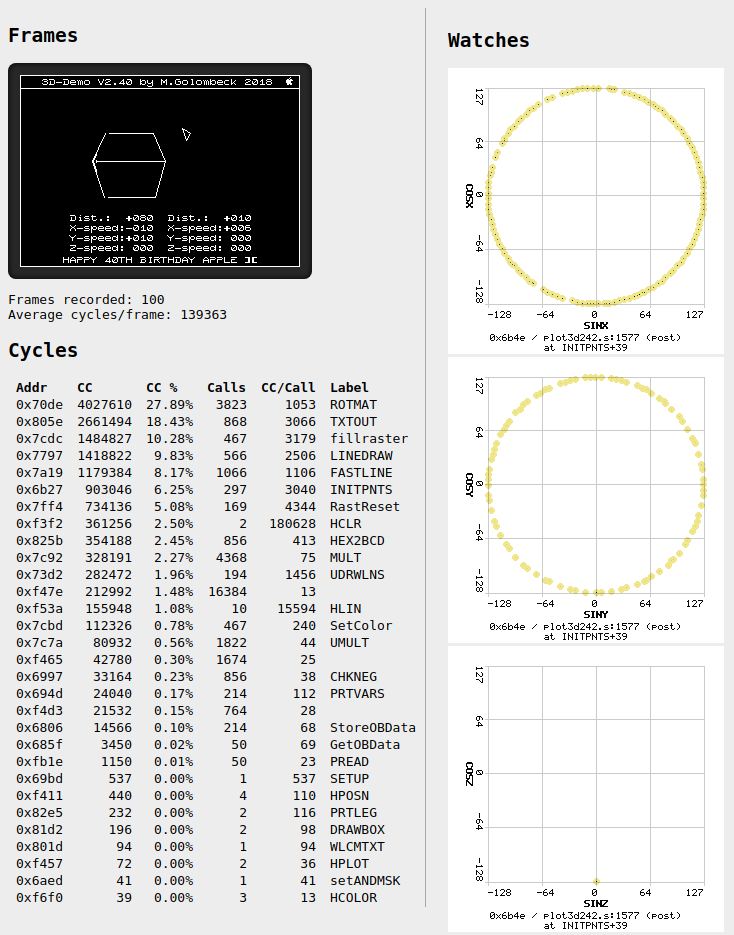 Frames
3D-Demo V2.40 by M.Golombeck 2018
Dist.: +080 Dist.: +010
X-speed:-010 X-speed:+006
Y-speed:+010 Y-speed: 000
Z-speed: 000 Z-speed: 000
HAPPY 40TH BIRTHDAY APPLE ][
Frames recorded: 100
Average cycles/frame: 139363
Cycles
Addr CC CC % Calls CC/Call Label
0x70de 4027610 27.89% 3823 1053 ROTMAT
0x805e 2661494 18.43% 868 3066 TXTOUT
0x7cdc 1484827 10.28% 467 3179 fillraster
0x7797 1418822 9.83% 566 2506 LINEDRAW
0x7a19 1179384 8.17% 1066 1106 FASTLINE
0x6b27 903046 6.25% 297 3040 INITPNTS
0x7ff4 734136 5.08% 169 4344 RastReset
0xf3f2 361256 2.50% 2 180628 HCLR
0x825b 354188 2.45% 856 413 HEX2BCD
0x7c92 328191 2.27% 4368 75 MULT
0x73d2 282472 1.96% 194 1456 UDRWLNS
0xf47e 212992 1.48% 16384 13
0xf53a 155948 1.08% 10 15594 HLIN
0x7cbd 112326 0.78% 467 240 SetColor
0x7c7a 80932 0.56% 1822 44 UMULT
0xf465 42780 0.30% 1674 25
0x6997 33164 0.23% 856 38 CHKNEG
0x694d 24040 0.17% 214 112 PRTVARS
0xf4d3 21532 0.15% 764 28
0x6806 14566 0.10% 214 68 StoreOBData
0x685f 3450 0.02% 50 69 GetOBData
0xfb1e 1150 0.01% 50 23 PREAD
0x69bd 537 0.00% 1 537 SETUP
0xf411 440 0.00% 4 110 HPOSN
0x82e5 232 0.00% 2 116 PRTLEG
0x81d2 196 0.00% 2 98 DRAWBOX
0x801d 94 0.00% 1 94 WLCMTXT
0xf457 72 0.00% 2 36 HPLOT
0x6aed 41 0.00% 1 41 setANDMSK
0xf6f0 39 0.00% 3 13 HCOLOR
Watches
127
64
0
-64
-128
COSX
-128 -64 0 64 127
SINX
0x6b4e / plot3d242.s:1577 (post)
at INITPNTS+39
127
64
0
-64
-128
COSY
-128 -64 0 64 127
SINY
0x6b4e / plot3d242.s:1577 (post)
at INITPNTS+39
127
64
0
-64
-128
COSZ
-128 -64 0 64 127
SINZ
0x6b4e / plot3d242.s:1577 (post)
at INITPNTS+39